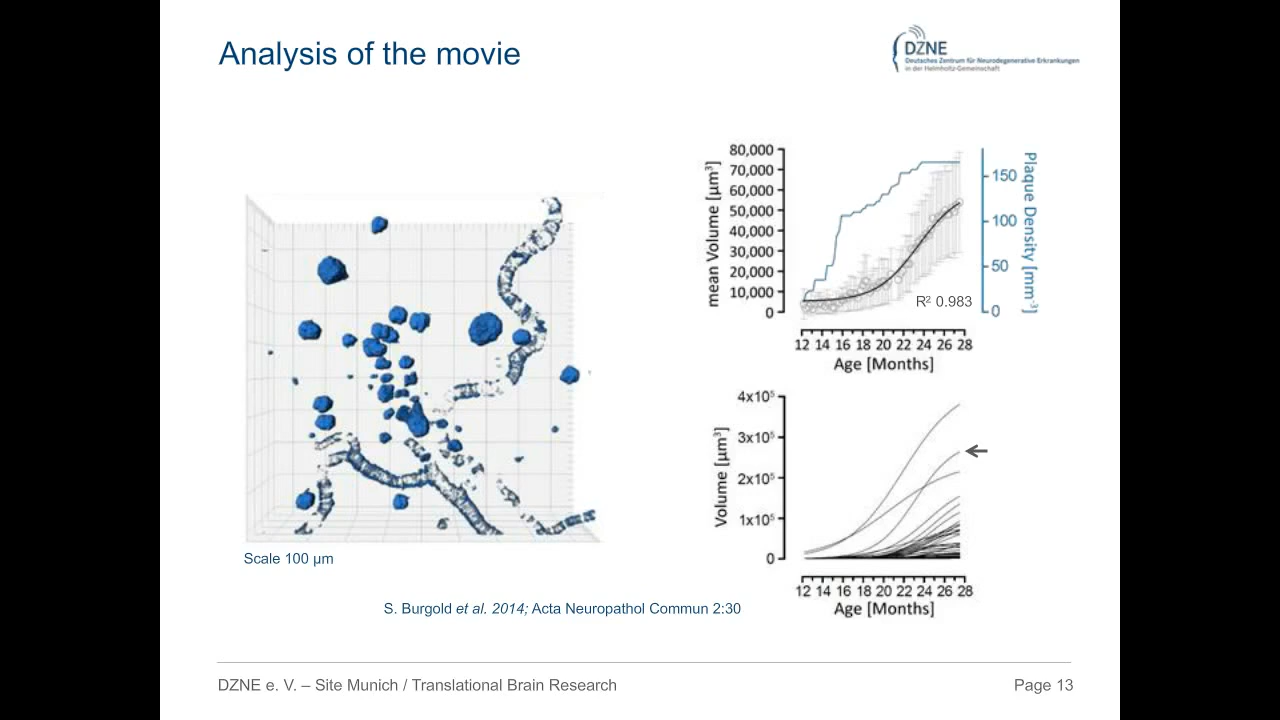 Analysis of the movie
DZNE
Deutsches Zentrum für Neurodegenerative Erkrankungen
in der Helmholtz-Gemeinschaft
80,000
70,000
60,000
50,000
40,000
30,000
20,000
10,000
0
mean Volume [µm³]
150
100
50
0
Plaque Density [mm⁻³]
R² 0.983
12 14 16 18 20 22 24 26 28
Age [Months]
4x10⁵
3x10⁵
2x10⁵
1x10⁵
0
Volume [µm³]
12 14 16 18 20 22 24 26 28
Age [Months]
Scale 100 µm
S. Burgold et al. 2014; Acta Neuropathol Commun 2:30
DZNE e. V. – Site Munich / Translational Brain Research
Page 13